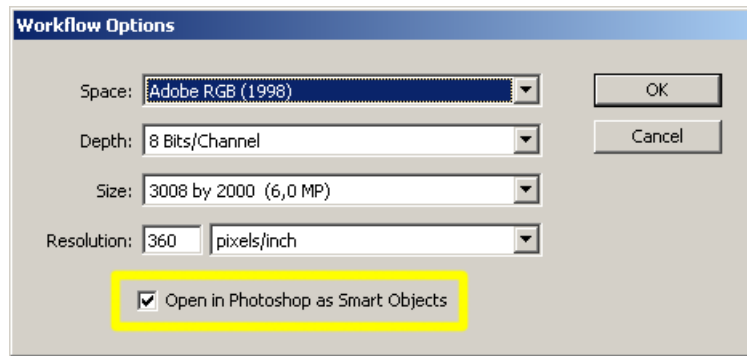 Workflow Options
Space: Adobe RGB (1998) OK
Depth: 8 Bits/Channel Cancel
Size: 3008 by 2000 (6,0 MP)
Resolution: 360 pixels/inch
Open in Photoshop as Smart Objects